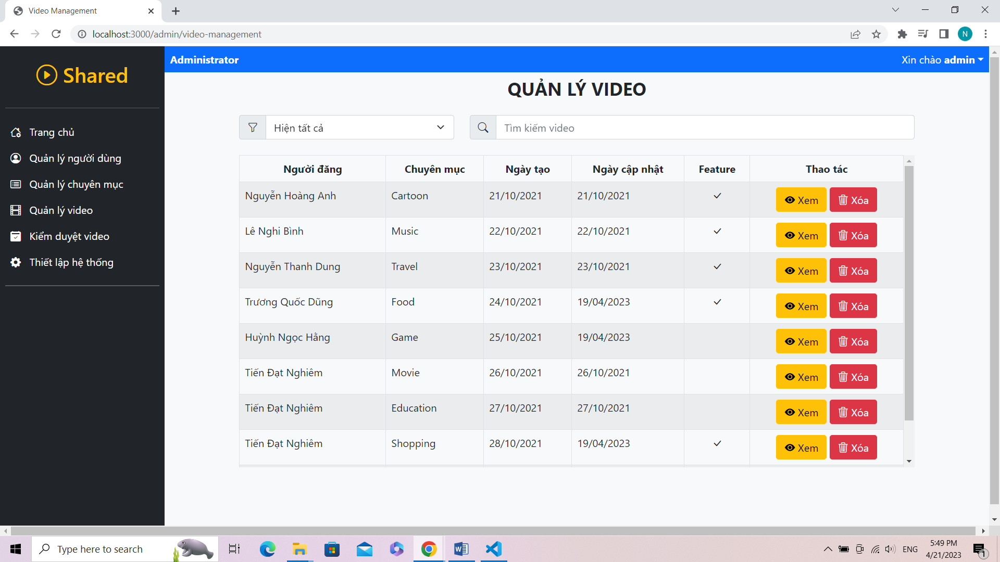 Video Management
localhost:3000/admin/video-management
N
Shared
Administrator
Xin chào admin
Trang chủ
Quản lý người dùng
Quản lý chuyên mục
Quản lý video
Kiểm duyệt video
Thiết lập hệ thống
QUẢN LÝ VIDEO
Hiện tất cả
Tìm kiếm video
Người đăng Chuyên mục Ngày tạo Ngày cập nhật Feature Thao tác
Nguyễn Hoàng Anh Cartoon 21/10/2021 21/10/2021 Xem Xóa
Lê Nghi Bình Music 22/10/2021 22/10/2021 Xem Xóa
Nguyễn Thanh Dung Travel 23/10/2021 23/10/2021 Xem Xóa
Trương Quốc Dũng Food 24/10/2021 19/04/2023 Xem Xóa
Huỳnh Ngọc Hằng Game 25/10/2021 19/04/2023 Xem Xóa
Tiến Đạt Nghiêm Movie 26/10/2021 26/10/2021 Xem Xóa
Tiến Đạt Nghiêm Education 27/10/2021 27/10/2021 Xem Xóa
Tiến Đạt Nghiêm Shopping 28/10/2021 19/04/2023 Xem Xóa
Type here to search
ENG
5:49 PM
4/21/2023
1